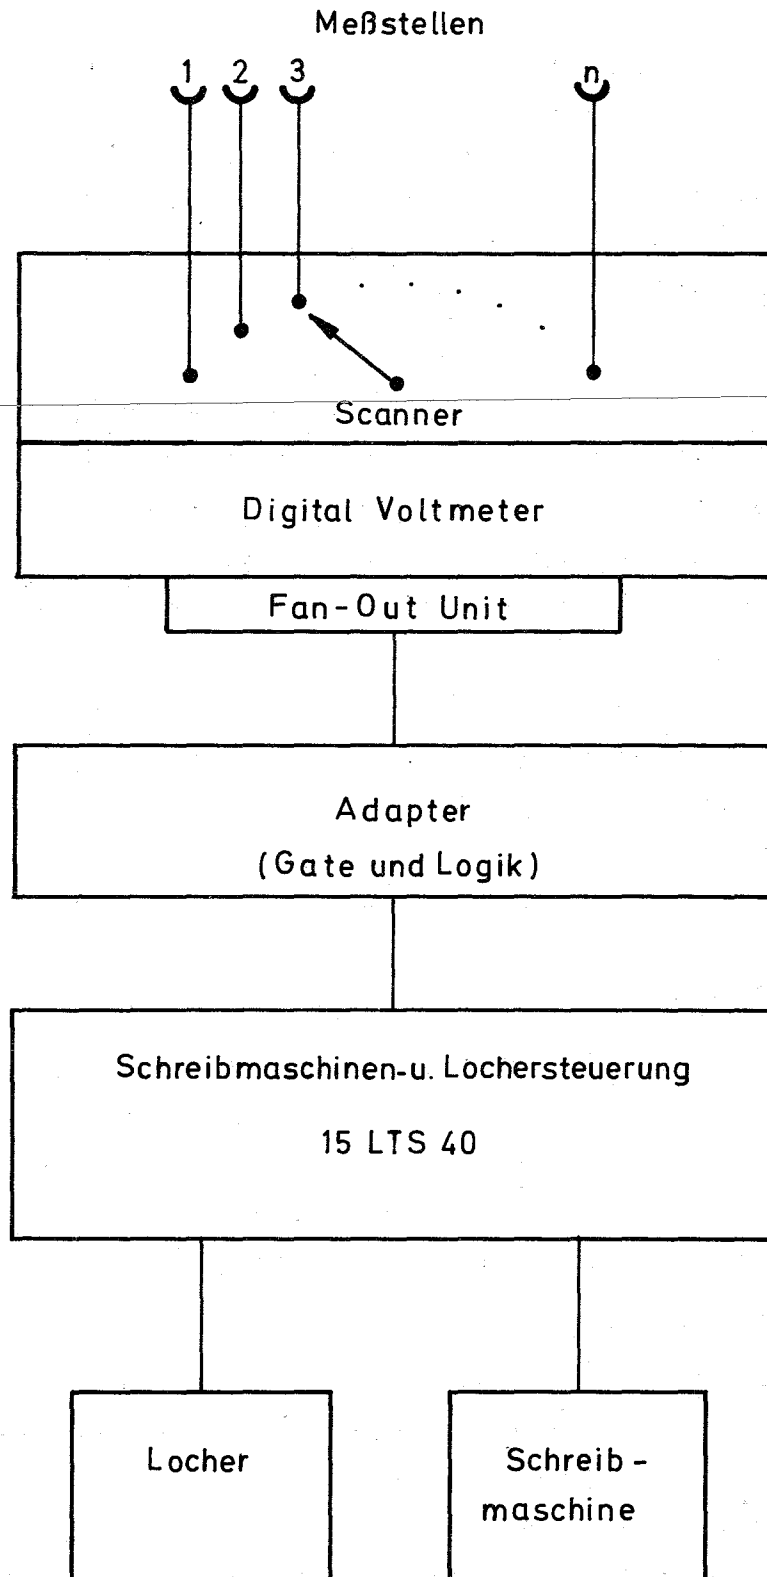 Meßstellen
1 2 3 n
Scanner
Digital Voltmeter
Fan-Out Unit
Adapter
(Gate und Logik)
Schreibmaschinen-u. Lochersteuerung
15 LTS 40
Locher
Schreib-
maschine